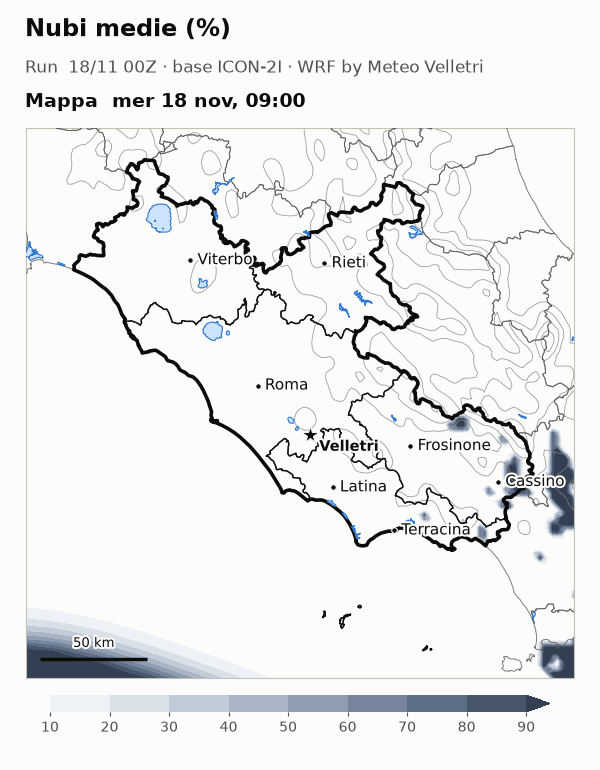 Nubi medie (%)
Run  18/11 00Z · base ICON-2I · WRF by Meteo Velletri
Mappa  mer 18 nov, 09:00
Viterbo
Rieti
Roma
Velletri
Frosinone
Cassino
Latina
Terracina
50 km
10 20 30 40 50 60 70 80 90